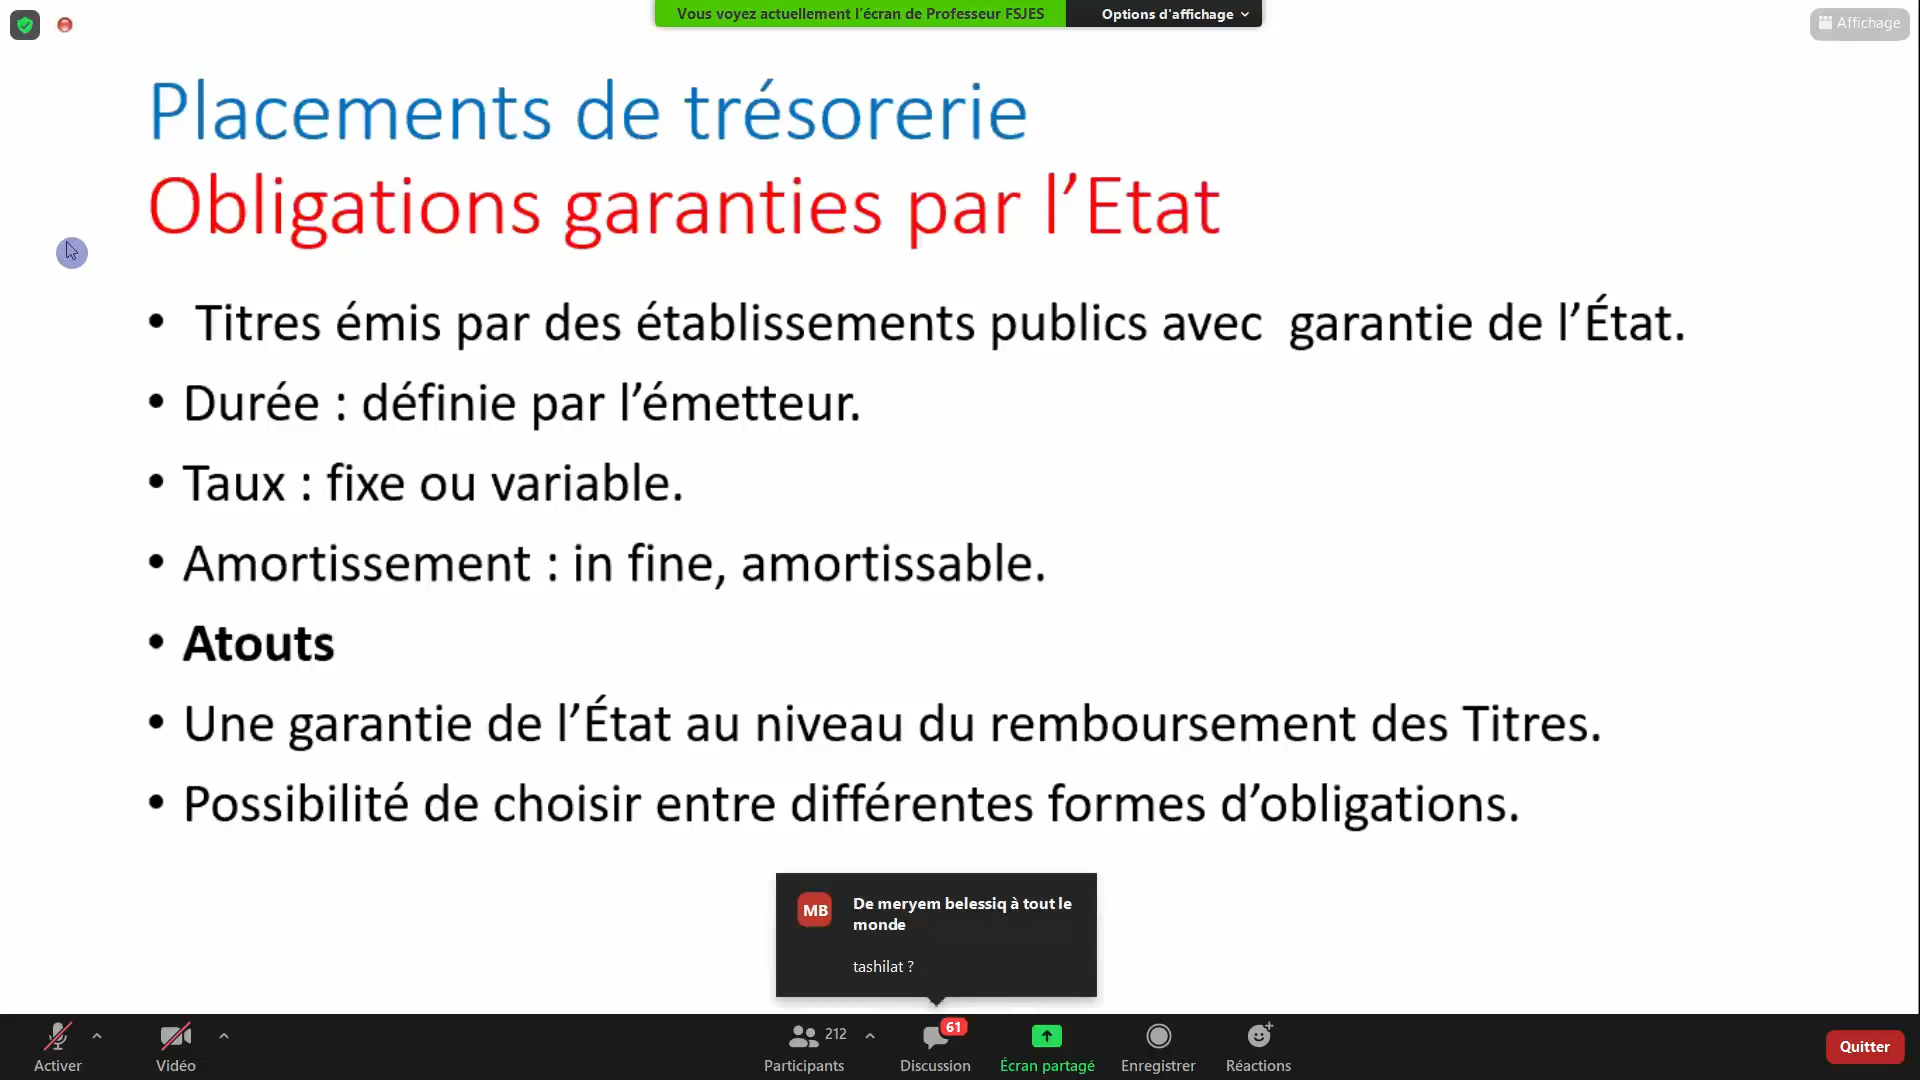 Vous voyez actuellement l'écran de Professeur FSJES
Options d'affichage
Affichage
Placements de trésorerie
Obligations garanties par l’Etat
• Titres émis par des établissements publics avec garantie de l’État.
• Durée : définie par l’émetteur.
• Taux : fixe ou variable.
• Amortissement : in fine, amortissable.
• Atouts
• Une garantie de l’État au niveau du remboursement des Titres.
• Possibilité de choisir entre différentes formes d’obligations.
MB
De meryem belessiq à tout le
monde
tashilat ?
Activer
Vidéo
212
Participants
61
Discussion
Écran partagé
Enregistrer
Réactions
Quitter